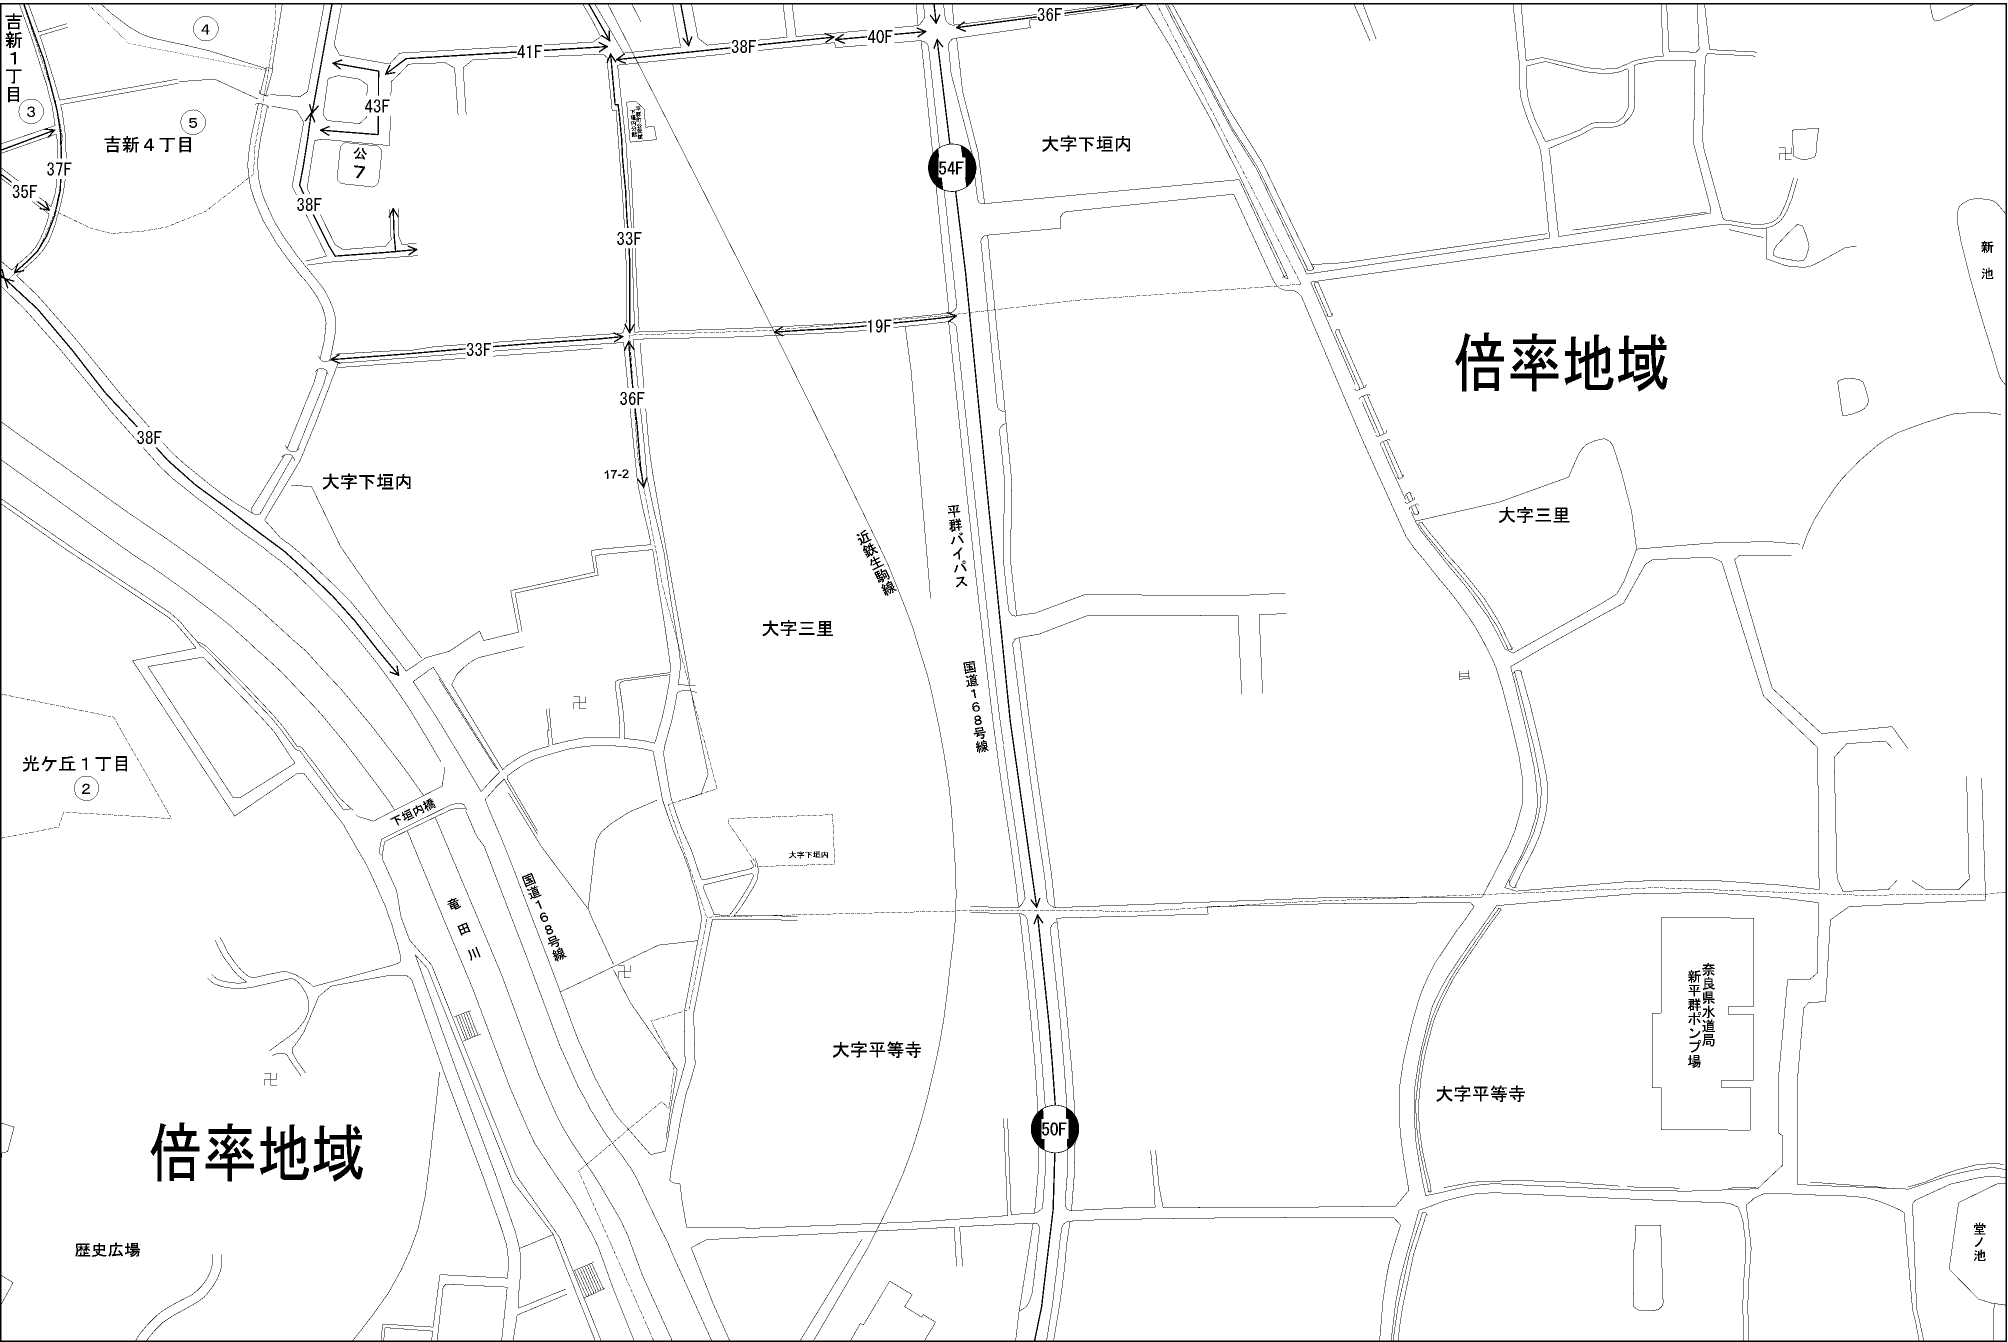 吉新１丁目
③
④
⑤
吉新４丁目
41F
38F
40F
36F
43F
公
7
37F
35F
38F
54F
大字下垣内
33F
19F
33F
36F
新池
倍率地域
38F
大字下垣内
17-2
近鉄生駒線
平群バイパス
大字三里
大字三里
国道１６８号線
光ケ丘１丁目
②
下垣内橋
大字下垣内
竜田川
国道１６８号線
奈良県水道局
新平群ポンプ場
大字平等寺
大字平等寺
50F
倍率地域
歴史広場
堂ノ池